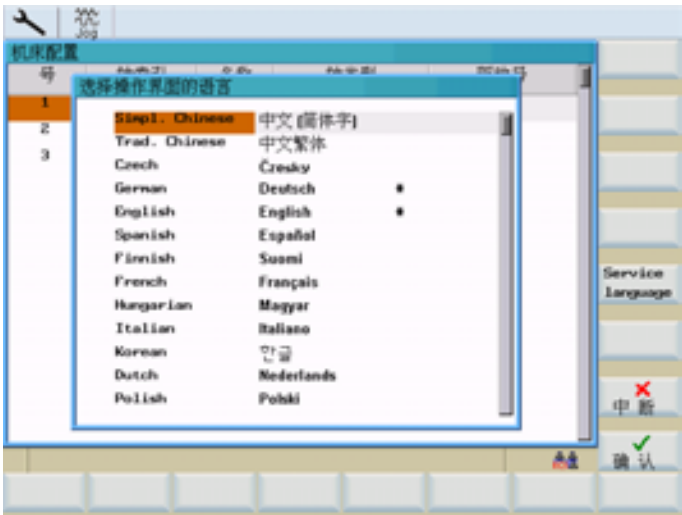 Jog
机床配置
号
选择操作界面的语言
1
Simpl. Chinese 中文 (简体字)
2
Trad. Chinese 中文繁体
3
Czech Česky
German Deutsch *
English English *
Spanish Español
Finnish Suomi
French Français
Hungarian Magyar
Italian Italiano
Korean 한글
Dutch Nederlands
Polish Polski
Service
language
中断
确认